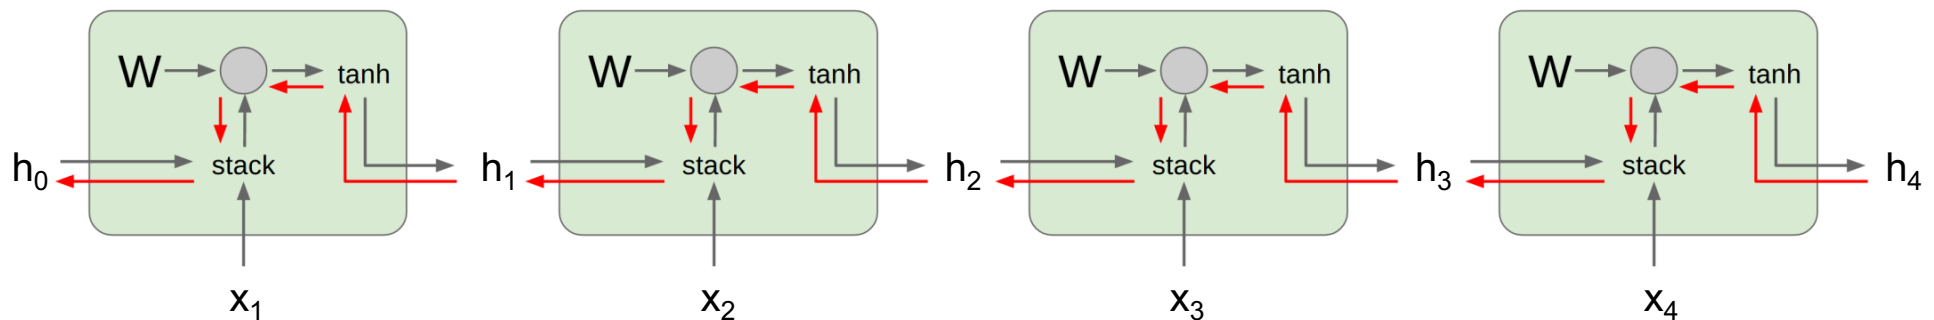 W tanh W tanh W tanh W tanh
h₀ stack h₁ stack h₂ stack h₃ stack h₄
x₁ x₂ x₃ x₄